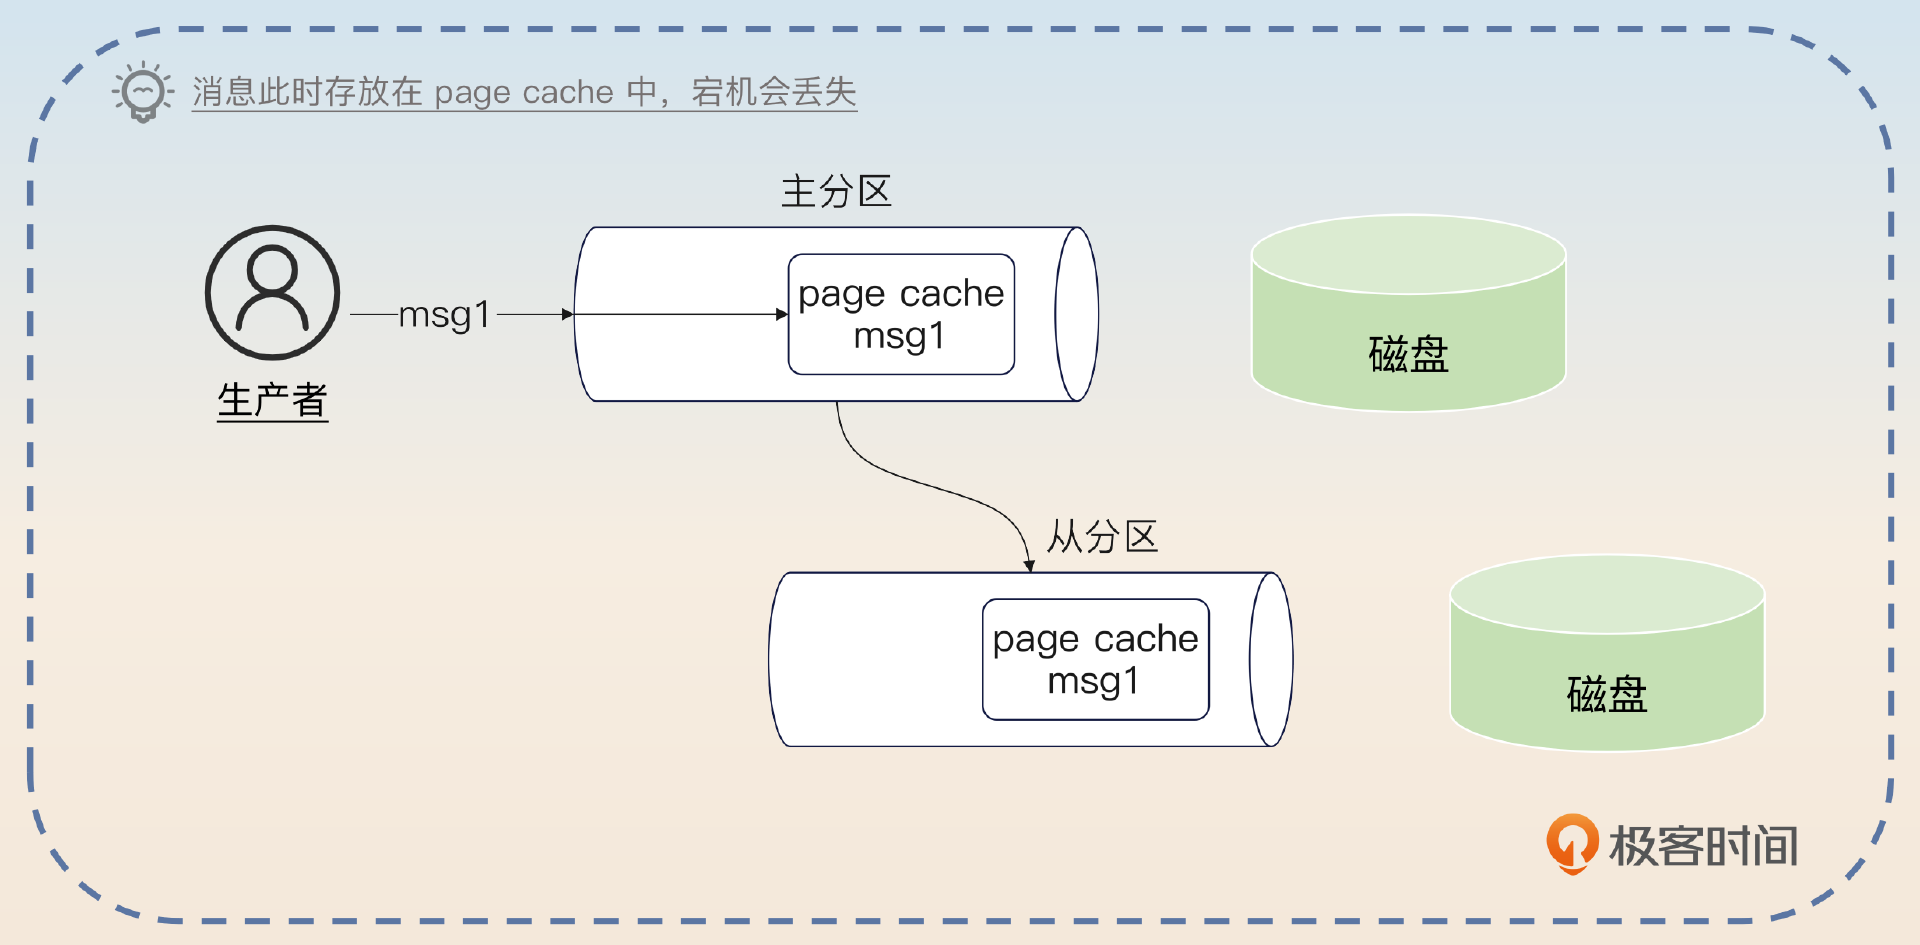 消息此时存放在 page cache 中，宕机会丢失
主分区
page cache
msg1
msg1
生产者
磁盘
从分区
page cache
msg1
磁盘
极客时间